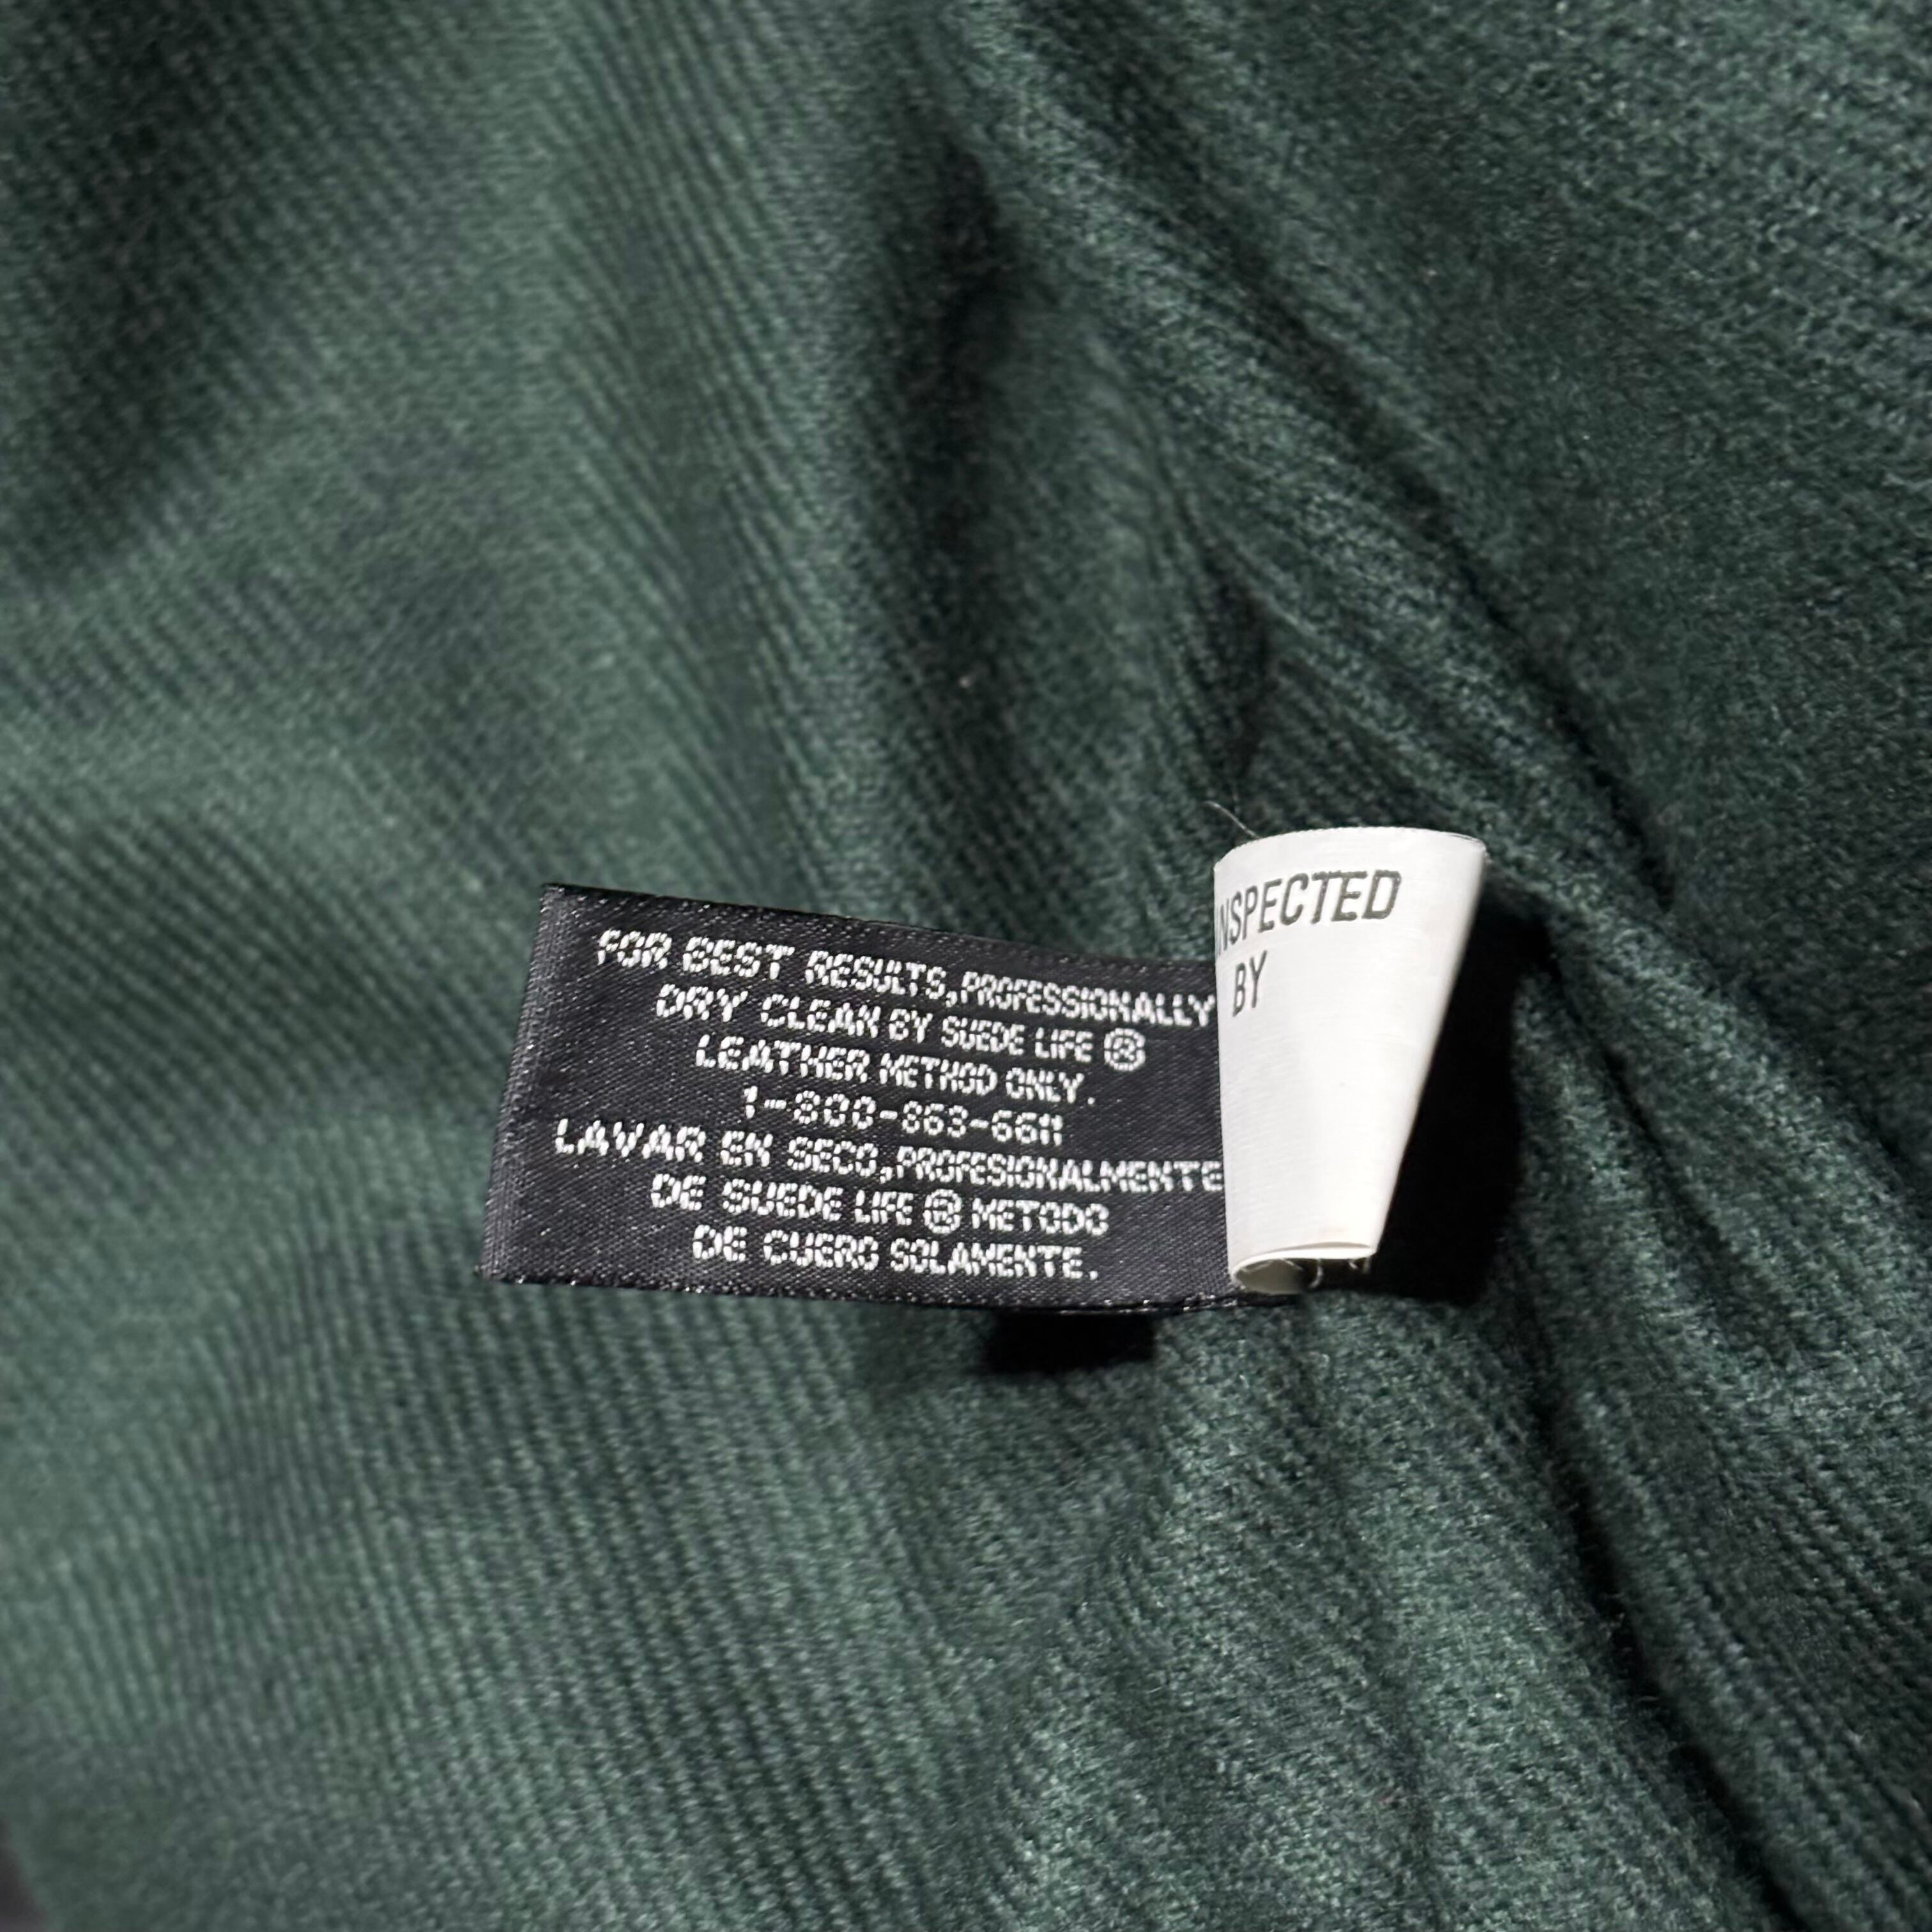 FOR BEST RESULTS,PROFESSIONALLY
DRY CLEAN BY SUEDE LIFE ®
LEATHER METHOD ONLY.
1-800-863-6611
LAVAR EN SECO,PROFESIONALMENTE
DE SUEDE LIFE ® METODO
DE CUERO SOLAMENTE.
INSPECTED
BY